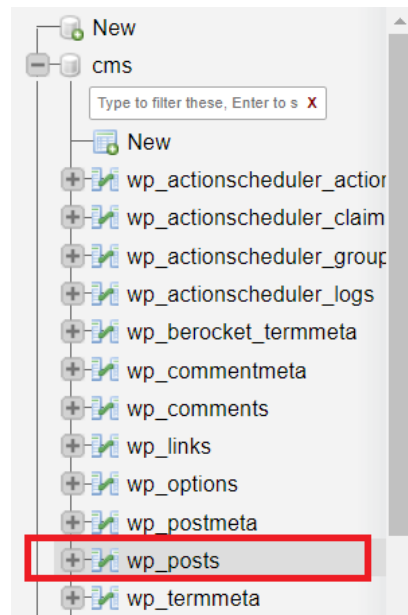 New
cms
Type to filter these, Enter to s X
New
wp_actionscheduler_action
wp_actionscheduler_claim
wp_actionscheduler_group
wp_actionscheduler_logs
wp_berocket_termmeta
wp_commentmeta
wp_comments
wp_links
wp_options
wp_postmeta
wp_posts
wp_termmeta